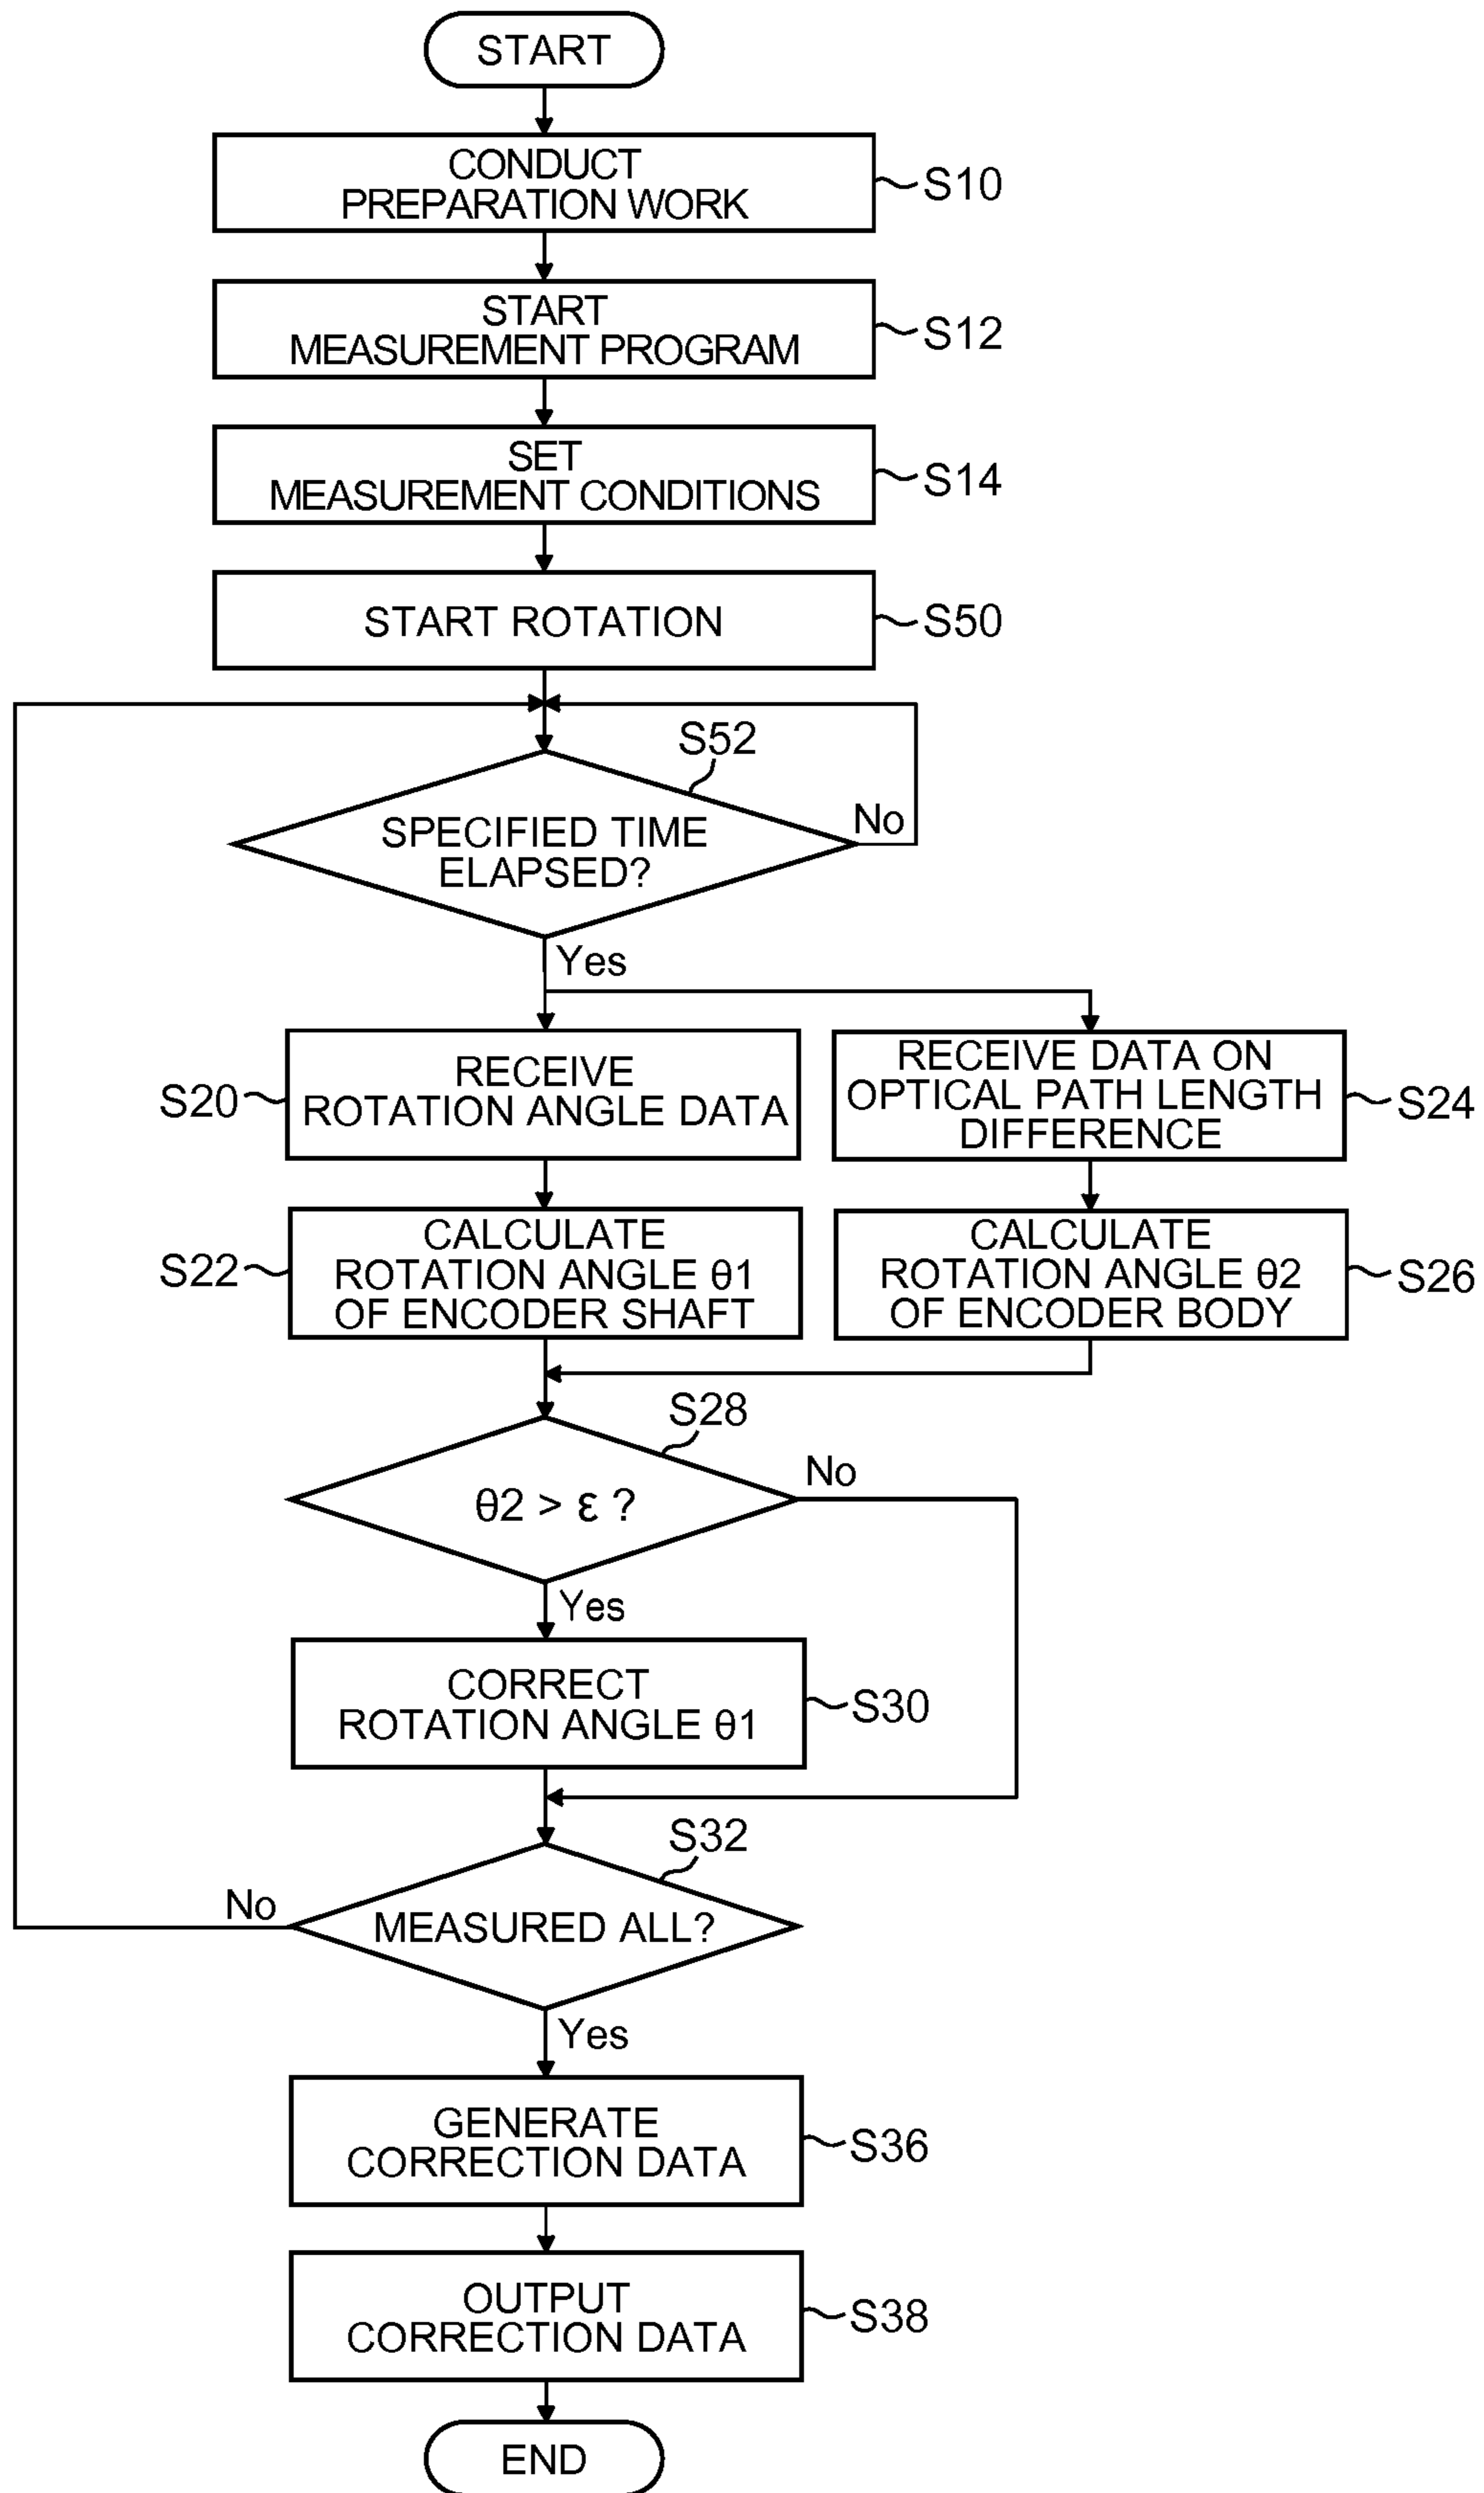 START
CONDUCT
PREPARATION WORK
S10
START
MEASUREMENT PROGRAM
S12
SET
MEASUREMENT CONDITIONS
S14
START ROTATION
S50
S52
SPECIFIED TIME
ELAPSED?
No
Yes
S20
RECEIVE
ROTATION ANGLE DATA
RECEIVE DATA ON
OPTICAL PATH LENGTH
DIFFERENCE
S24
S22
CALCULATE
ROTATION ANGLE θ1
OF ENCODER SHAFT
CALCULATE
ROTATION ANGLE θ2
OF ENCODER BODY
S26
S28
θ2 > ε ?
No
Yes
CORRECT
ROTATION ANGLE θ1
S30
S32
MEASURED ALL?
No
Yes
GENERATE
CORRECTION DATA
S36
OUTPUT
CORRECTION DATA
S38
END